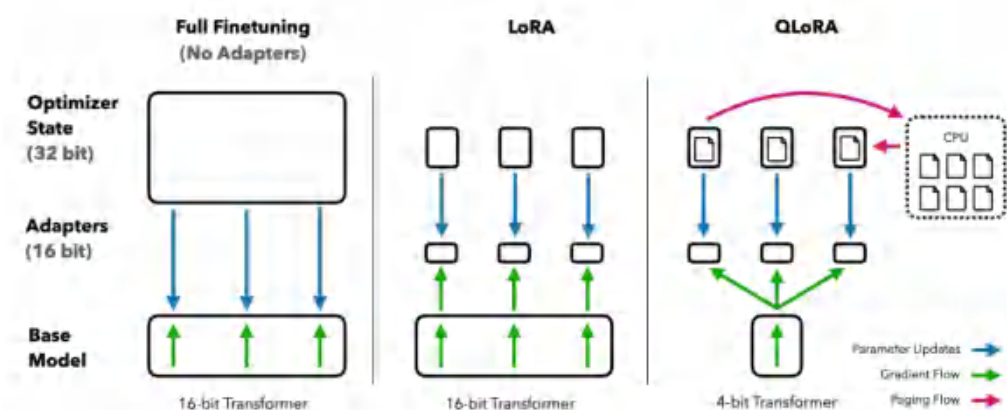 Full Finetuning
(No Adapters)
LoRA
QLoRA
Optimizer
State
(32 bit)
CPU
Adapters
(16 bit)
Base
Model
Parameter Updates
Gradient Flow
Paging Flow
16-bit Transformer
16-bit Transformer
4-bit Transformer